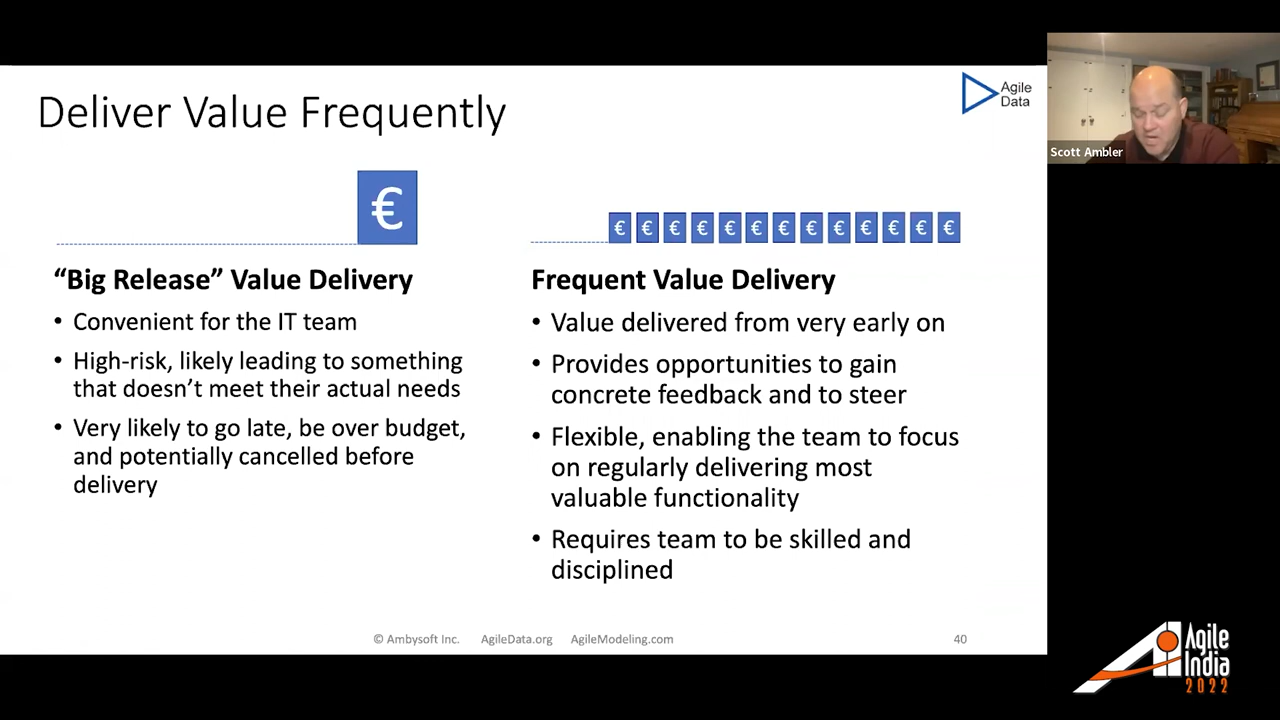 Deliver Value Frequently
Agile
Data
Scott Ambler
€
€ € € € € € € € € € € € €
“Big Release” Value Delivery
• Convenient for the IT team
• High-risk, likely leading to something
that doesn’t meet their actual needs
• Very likely to go late, be over budget,
and potentially cancelled before
delivery
Frequent Value Delivery
• Value delivered from very early on
• Provides opportunities to gain
concrete feedback and to steer
• Flexible, enabling the team to focus
on regularly delivering most
valuable functionality
• Requires team to be skilled and
disciplined
© Ambysoft Inc. AgileData.org AgileModeling.com
40
Agile
India
2022